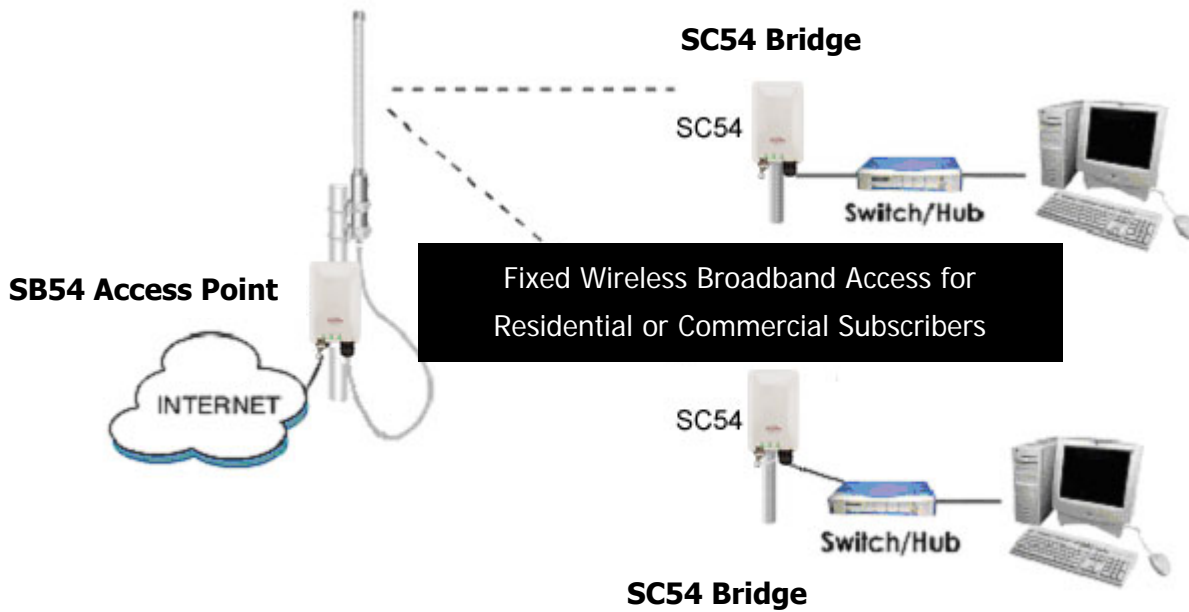 SC54 Bridge
SC54
Switch/Hub
SB54 Access Point
INTERNET
Fixed Wireless Broadband Access for
Residential or Commercial Subscribers
SC54
Switch/Hub
SC54 Bridge